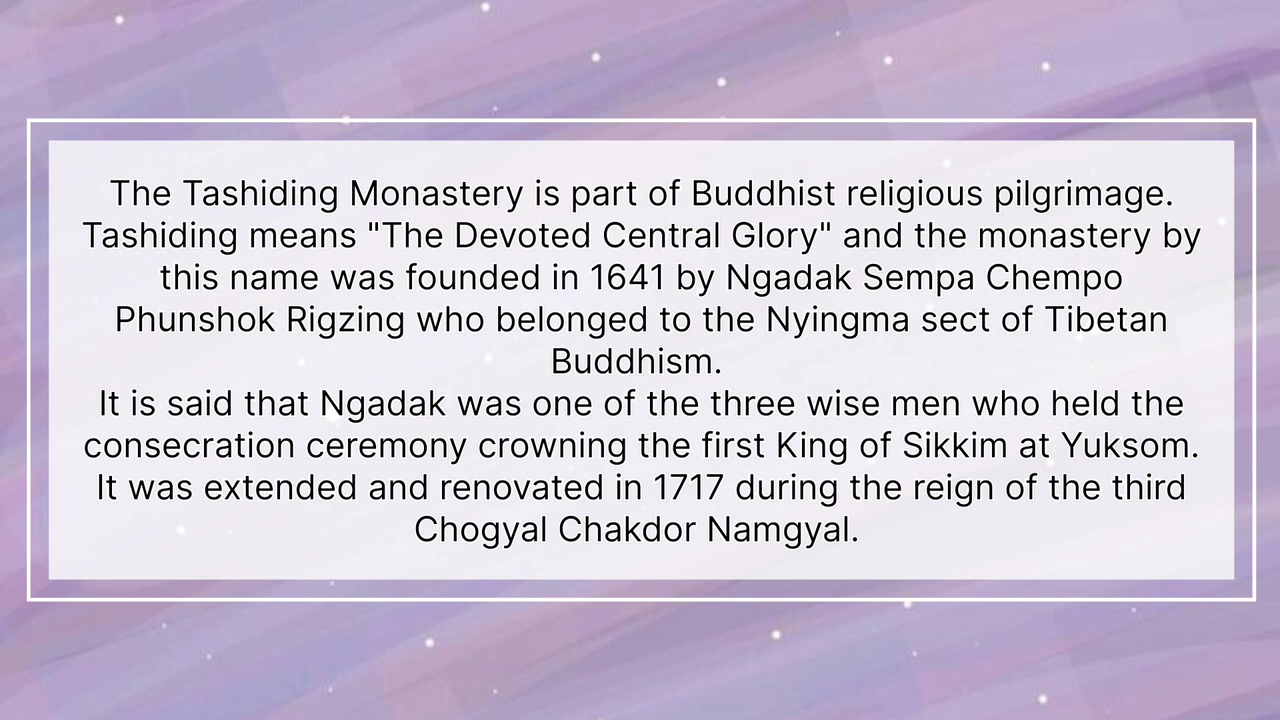 The Tashiding Monastery is part of Buddhist religious pilgrimage.
Tashiding means "The Devoted Central Glory" and the monastery by
this name was founded in 1641 by Ngadak Sempa Chempo
Phunshok Rigzing who belonged to the Nyingma sect of Tibetan
Buddhism.
It is said that Ngadak was one of the three wise men who held the
consecration ceremony crowning the first King of Sikkim at Yuksom.
It was extended and renovated in 1717 during the reign of the third
Chogyal Chakdor Namgyal.